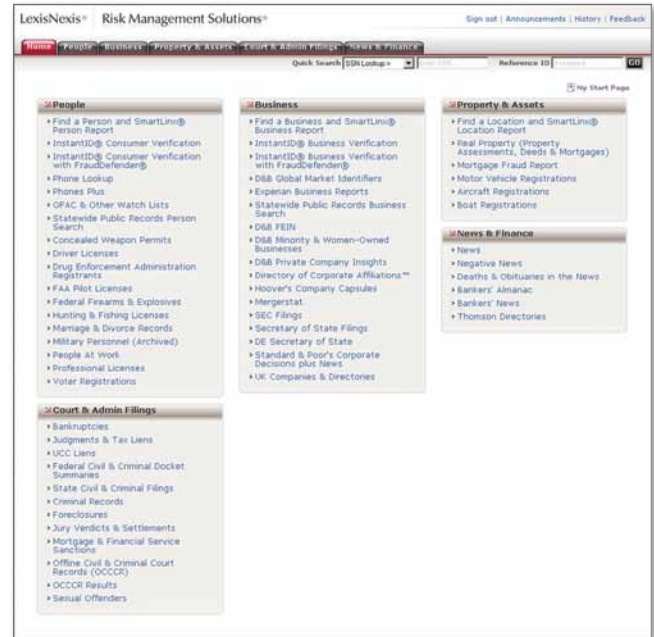 LexisNexis® Risk Management Solutions®
Sign out | Announcements | History | Feedback
Home People Business Property & Assets Court & Admin Filings News & Finance
Quick Search SSN Lookup » Reference ID GO
My Start Page
People
Find a Person and SmartLinx®
Person Report
InstantID® Consumer Verification
InstantID® Consumer Verification
with FraudDefender®
Phone Lookup
Phones Plus
OFAC & Other Watch Lists
Statewide Public Records Person
Search
Concealed Weapon Permits
Driver Licenses
Drug Enforcement Administration
Registrants
FAA Pilot Licenses
Federal Firearms & Explosives
Hunting & Fishing Licenses
Marriage & Divorce Records
Military Personnel (Archived)
People At Work
Professional Licenses
Voter Registrations
Court & Admin Filings
Bankruptcies
Judgments & Tax Liens
UCC Liens
Federal Civil & Criminal Docket
Summaries
State Civil & Criminal Filings
Criminal Records
Foreclosures
Jury Verdicts & Settlements
Mortgage & Financial Service
Sanctions
Offline Civil & Criminal Court
Records (OCCCR)
OCCCR Results
Sexual Offenders
Business
Find a Business and SmartLinx®
Business Report
InstantID® Business Verification
InstantID® Business Verification
with FraudDefender®
D&B Global Market Identifiers
Experian Business Reports
Statewide Public Records Business
Search
D&B FEIN
D&B Minority & Women-Owned
Businesses
D&B Private Company Insights
Directory of Corporate Affiliations™
Hoover's Company Capsules
Mergerstat
SEC Filings
Secretary of State Filings
DE Secretary of State
Standard & Poor's Corporate
Decisions plus News
UK Companies & Directories
Property & Assets
Find a Location and SmartLinx®
Location Report
Real Property (Property
Assessments, Deeds & Mortgages)
Mortgage Fraud Report
Motor Vehicle Registrations
Aircraft Registrations
Boat Registrations
News & Finance
News
Negative News
Deaths & Obituaries in the News
Bankers' Almanac
Bankers' News
Thomson Directories